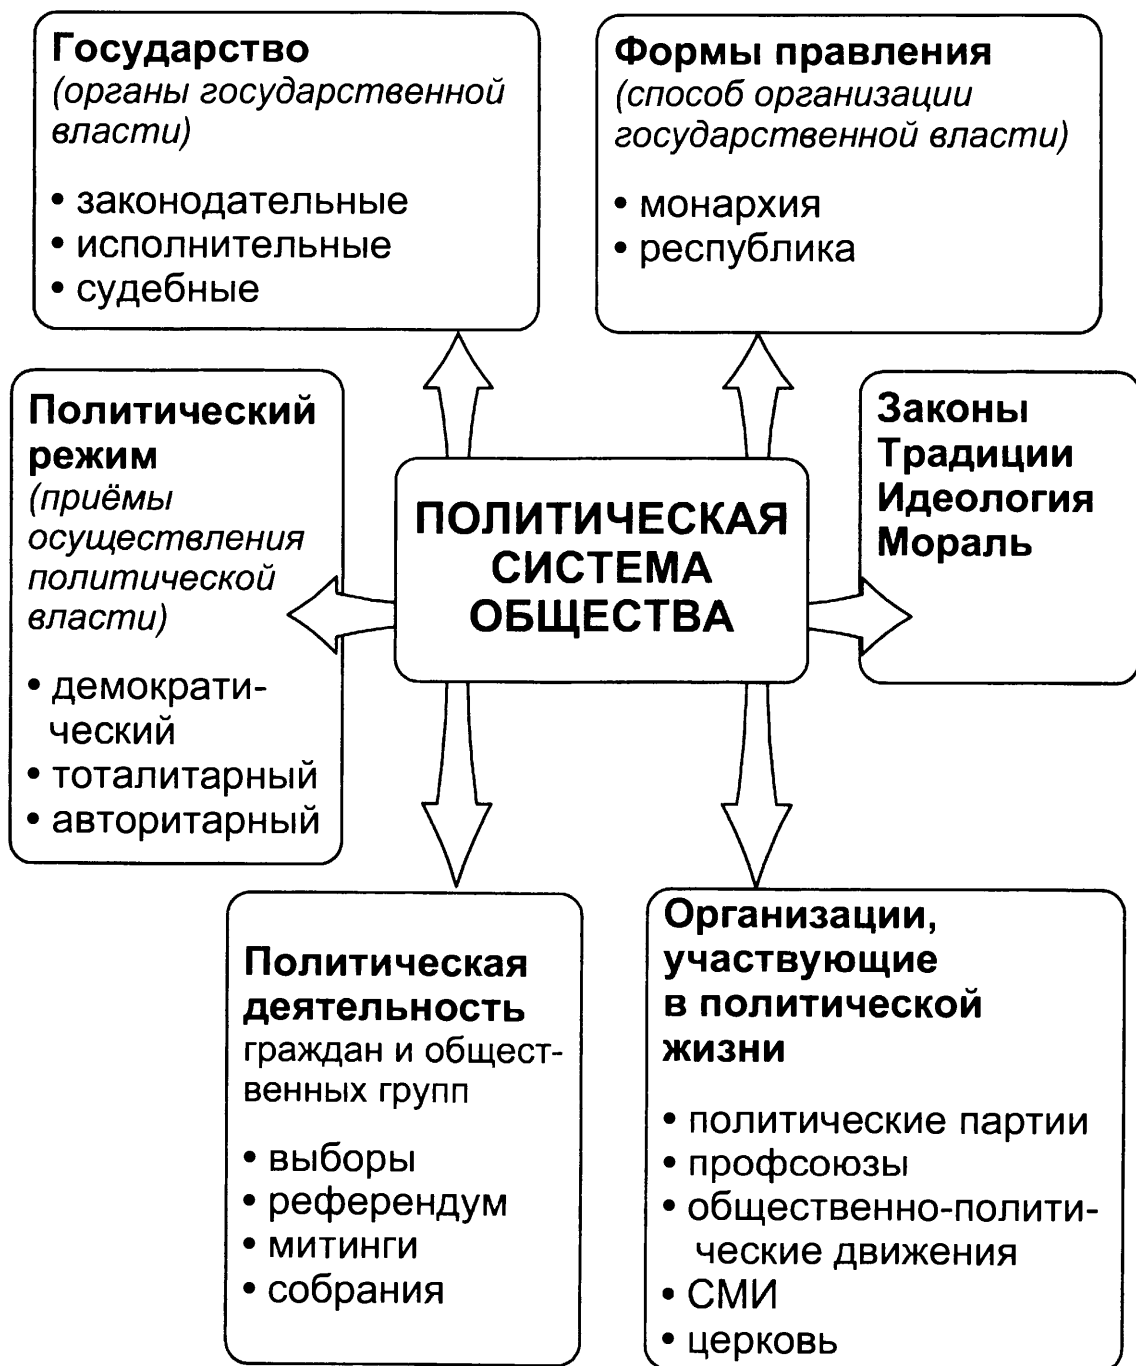 Государство
(органы государственной
власти)
• законодательные
• исполнительные
• судебные
Формы правления
(способ организации
государственной власти)
• монархия
• республика
Политический
режим
(приёмы
осуществления
политической
власти)
• демократи-
ческий
• тоталитарный
• авторитарный
ПОЛИТИЧЕСКАЯ
СИСТЕМА
ОБЩЕСТВА
Законы
Традиции
Идеология
Мораль
Политическая
деятельность
граждан и общест-
венных групп
• выборы
• референдум
• митинги
• собрания
Организации,
участвующие
в политической
жизни
• политические партии
• профсоюзы
• общественно-полити-
ческие движения
• СМИ
• церковь